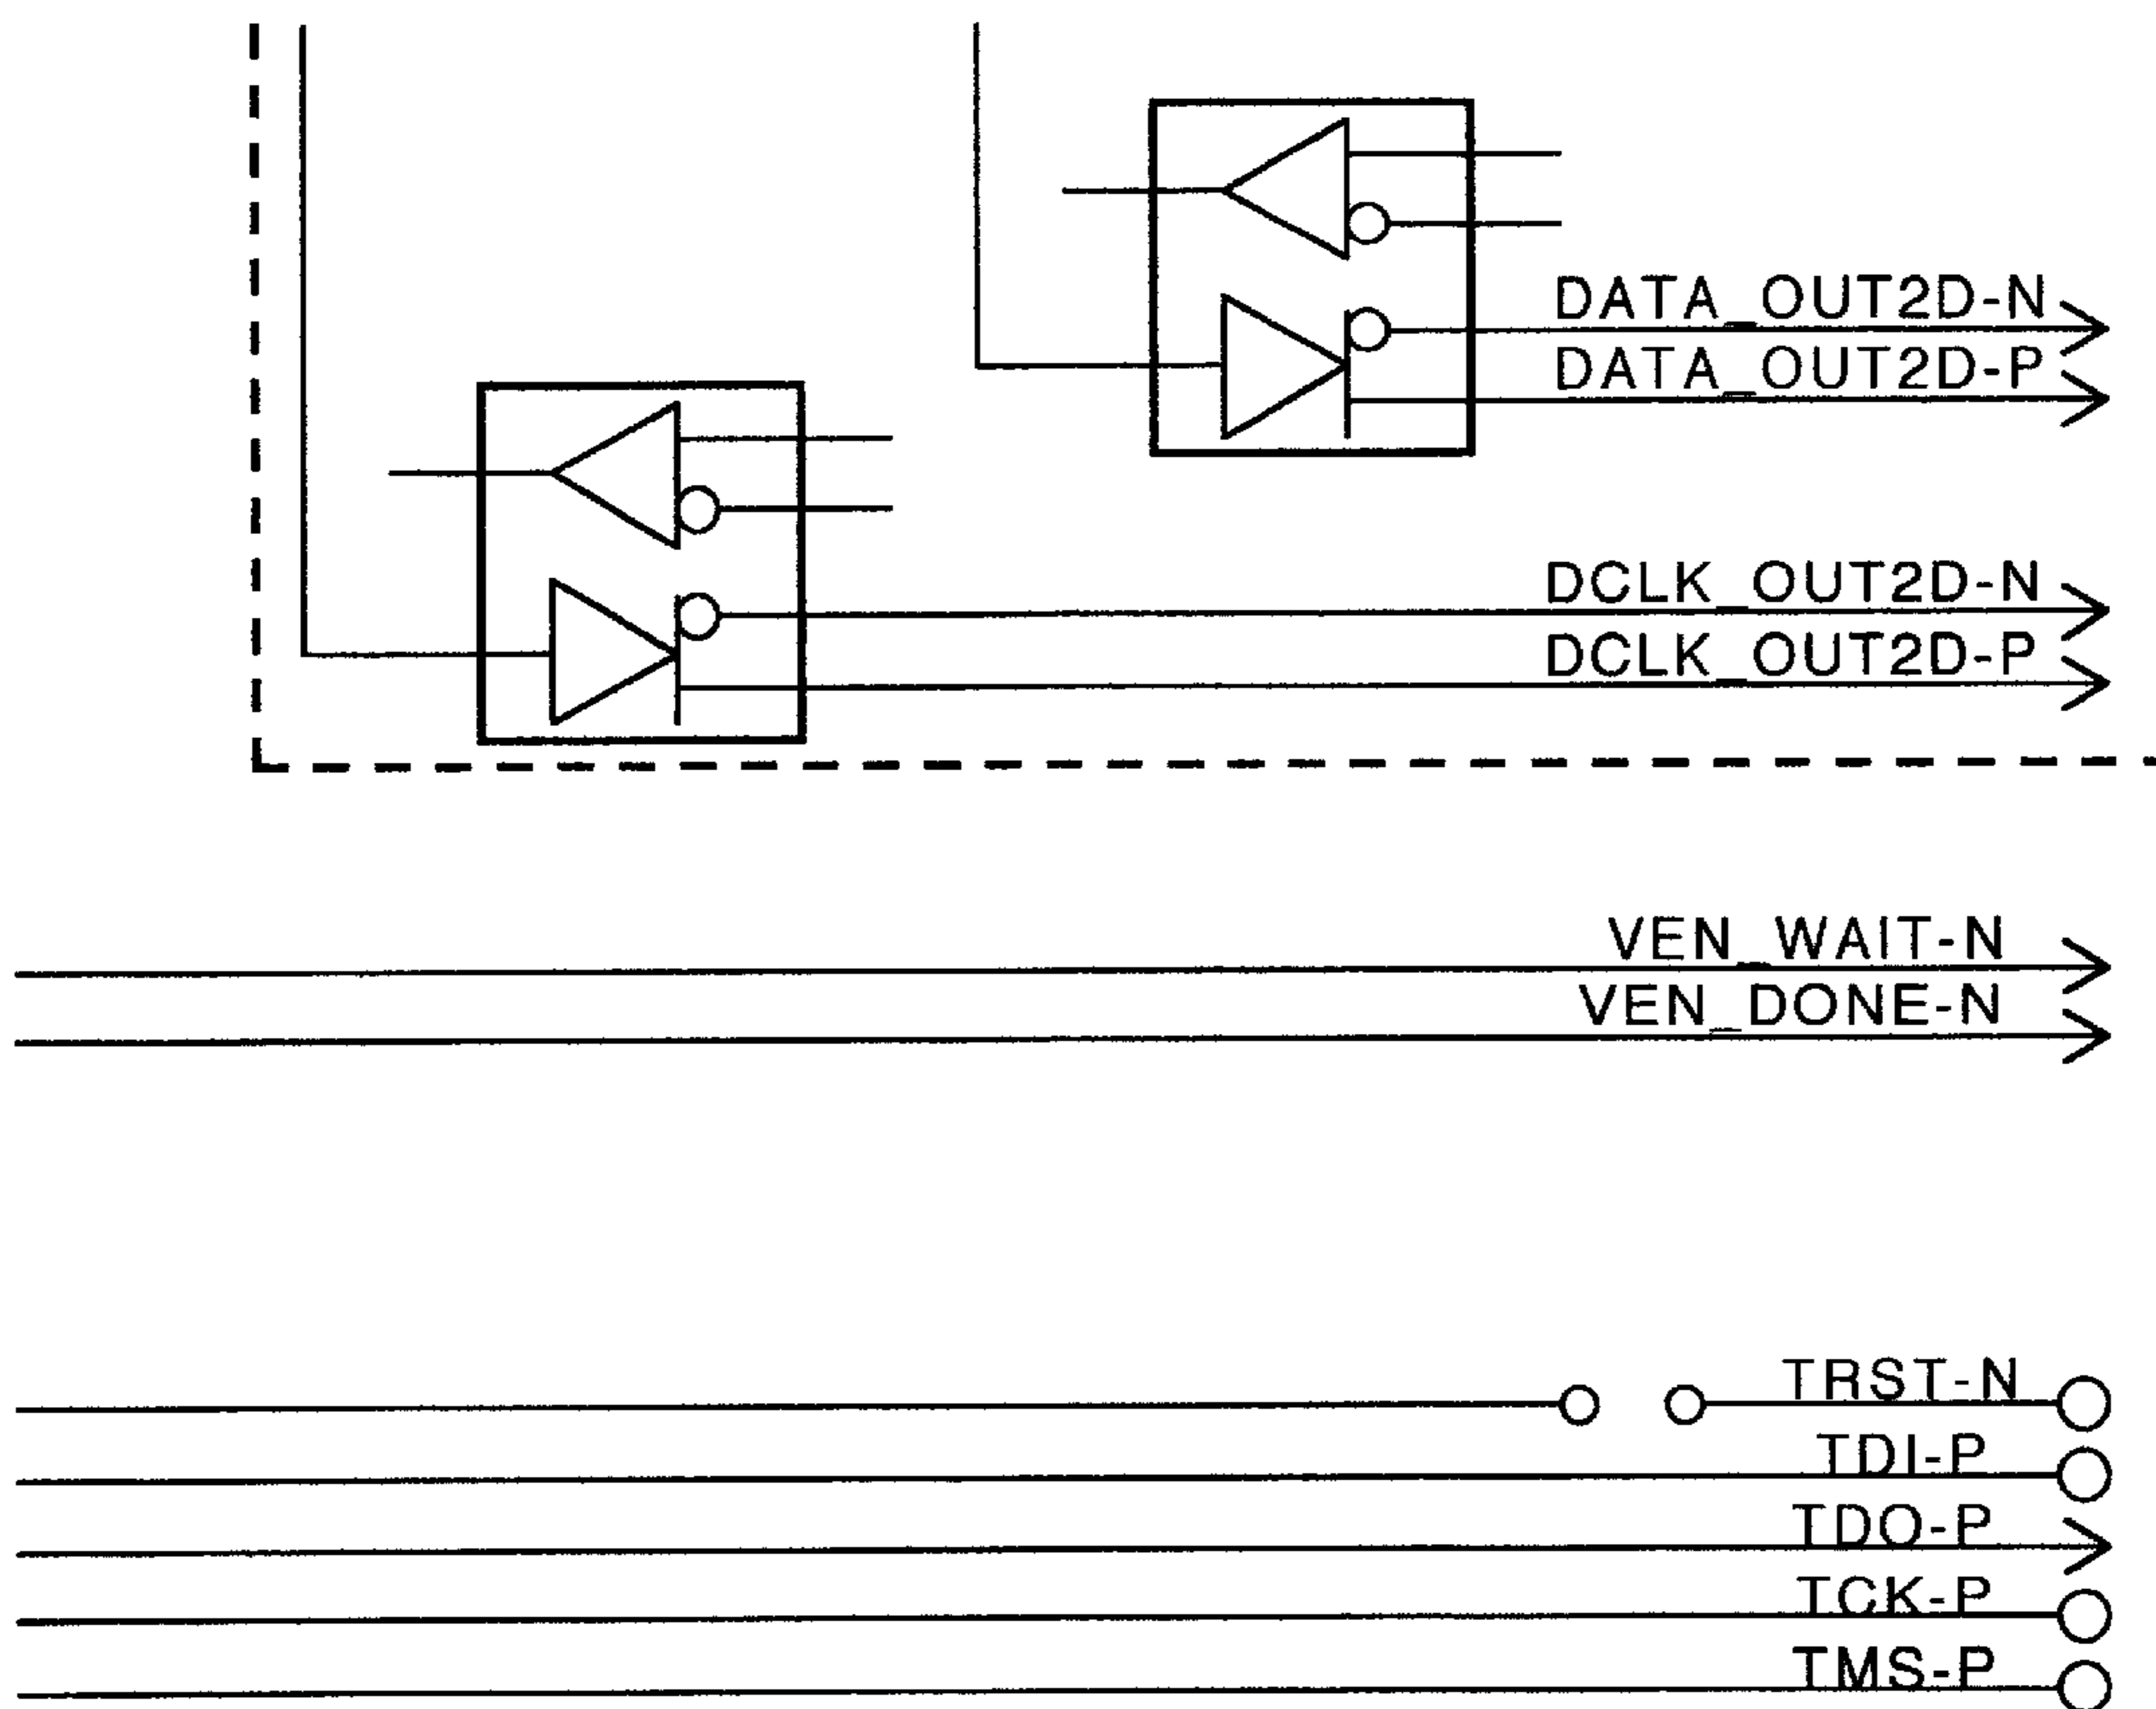 DATA_OUT2D-N
DATA_OUT2D-P
DCLK_OUT2D-N
DCLK_OUT2D-P
VEN_WAIT-N
VEN_DONE-N
TRST-N
TDI-P
TDO-P
TCK-P
TMS-P